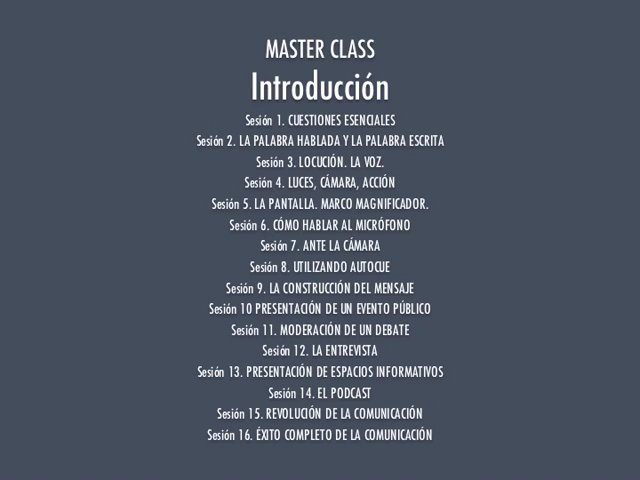 MASTER CLASS
Introducción
Sesión 1. CUESTIONES ESENCIALES
Sesión 2. LA PALABRA HABLADA Y LA PALABRA ESCRITA
Sesión 3. LOCUCIÓN. LA VOZ.
Sesión 4. LUCES, CÁMARA, ACCIÓN
Sesión 5. LA PANTALLA. MARCO MAGNIFICADOR.
Sesión 6. CÓMO HABLAR AL MICRÓFONO
Sesión 7. ANTE LA CÁMARA
Sesión 8. UTILIZANDO AUTOCUE
Sesión 9. LA CONSTRUCCIÓN DEL MENSAJE
Sesión 10 PRESENTACIÓN DE UN EVENTO PÚBLICO
Sesión 11. MODERACIÓN DE UN DEBATE
Sesión 12. LA ENTREVISTA
Sesión 13. PRESENTACIÓN DE ESPACIOS INFORMATIVOS
Sesión 14. EL PODCAST
Sesión 15. REVOLUCIÓN DE LA COMUNICACIÓN
Sesión 16. ÉXITO COMPLETO DE LA COMUNICACIÓN